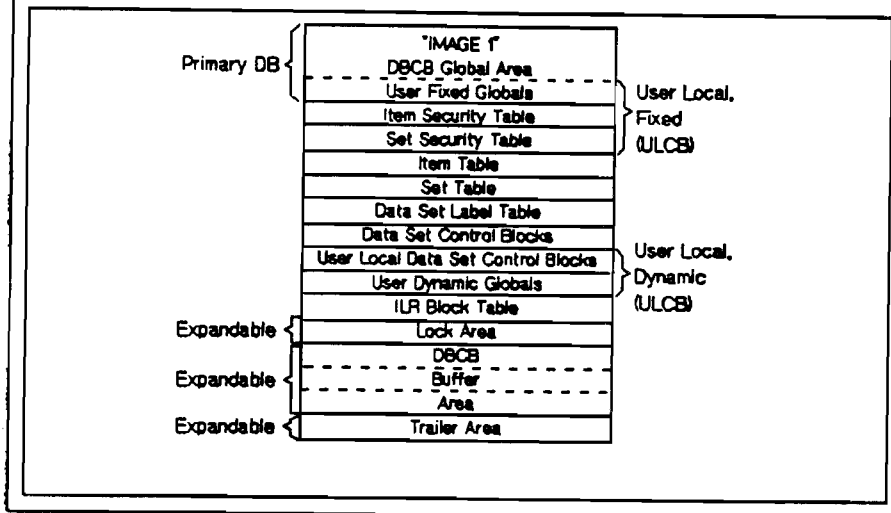 "IMAGE 1"
Primary DB
DBCB Global Area
User Fixed Globals
User Local,
Item Security Table
Fixed
Set Security Table
(ULCB)
Item Table
Set Table
Data Set Label Table
Data Set Control Blocks
User Local Data Set Control Blocks
User Local,
User Dynamic Globals
Dynamic
ILR Block Table
(ULCB)
Expandable
Lock Area
DBCB
Expandable
Buffer
Area
Expandable
Trailer Area